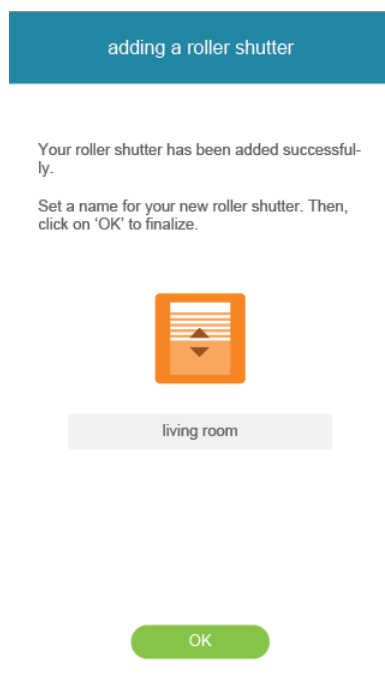 adding a roller shutter
Your roller shutter has been added successful-
ly.
Set a name for your new roller shutter. Then,
click on ‘OK’ to finalize.
living room
OK